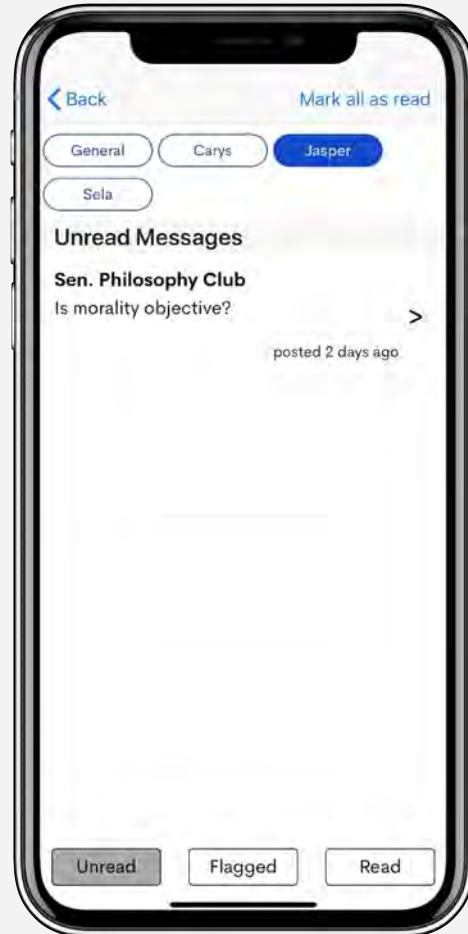 Back Mark all as read
General Carys Jasper
Sela
Unread Messages
Sen. Philosophy Club
Is morality objective?
>
posted 2 days ago
Unread Flagged Read